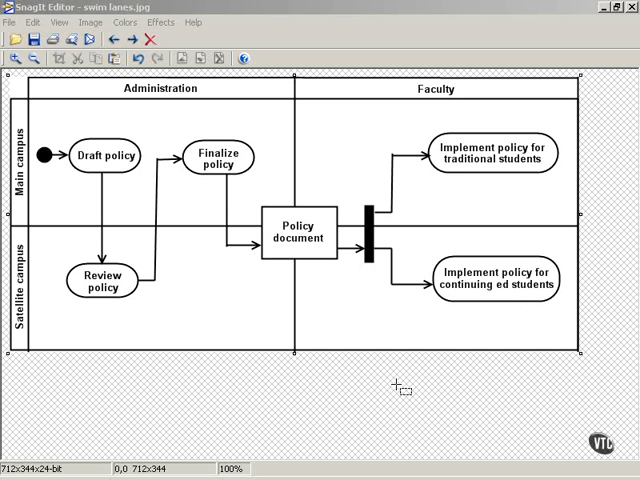 SnagIt Editor - swim lanes.jpg
File Edit View Image Colors Effects Help
Administration
Faculty
Main campus
Draft policy
Finalize
policy
Implement policy for
traditional students
Policy
document
Satellite campus
Review
policy
Implement policy for
continuing ed students
VTC
712x344x24-bit
0,0 712x344
100%